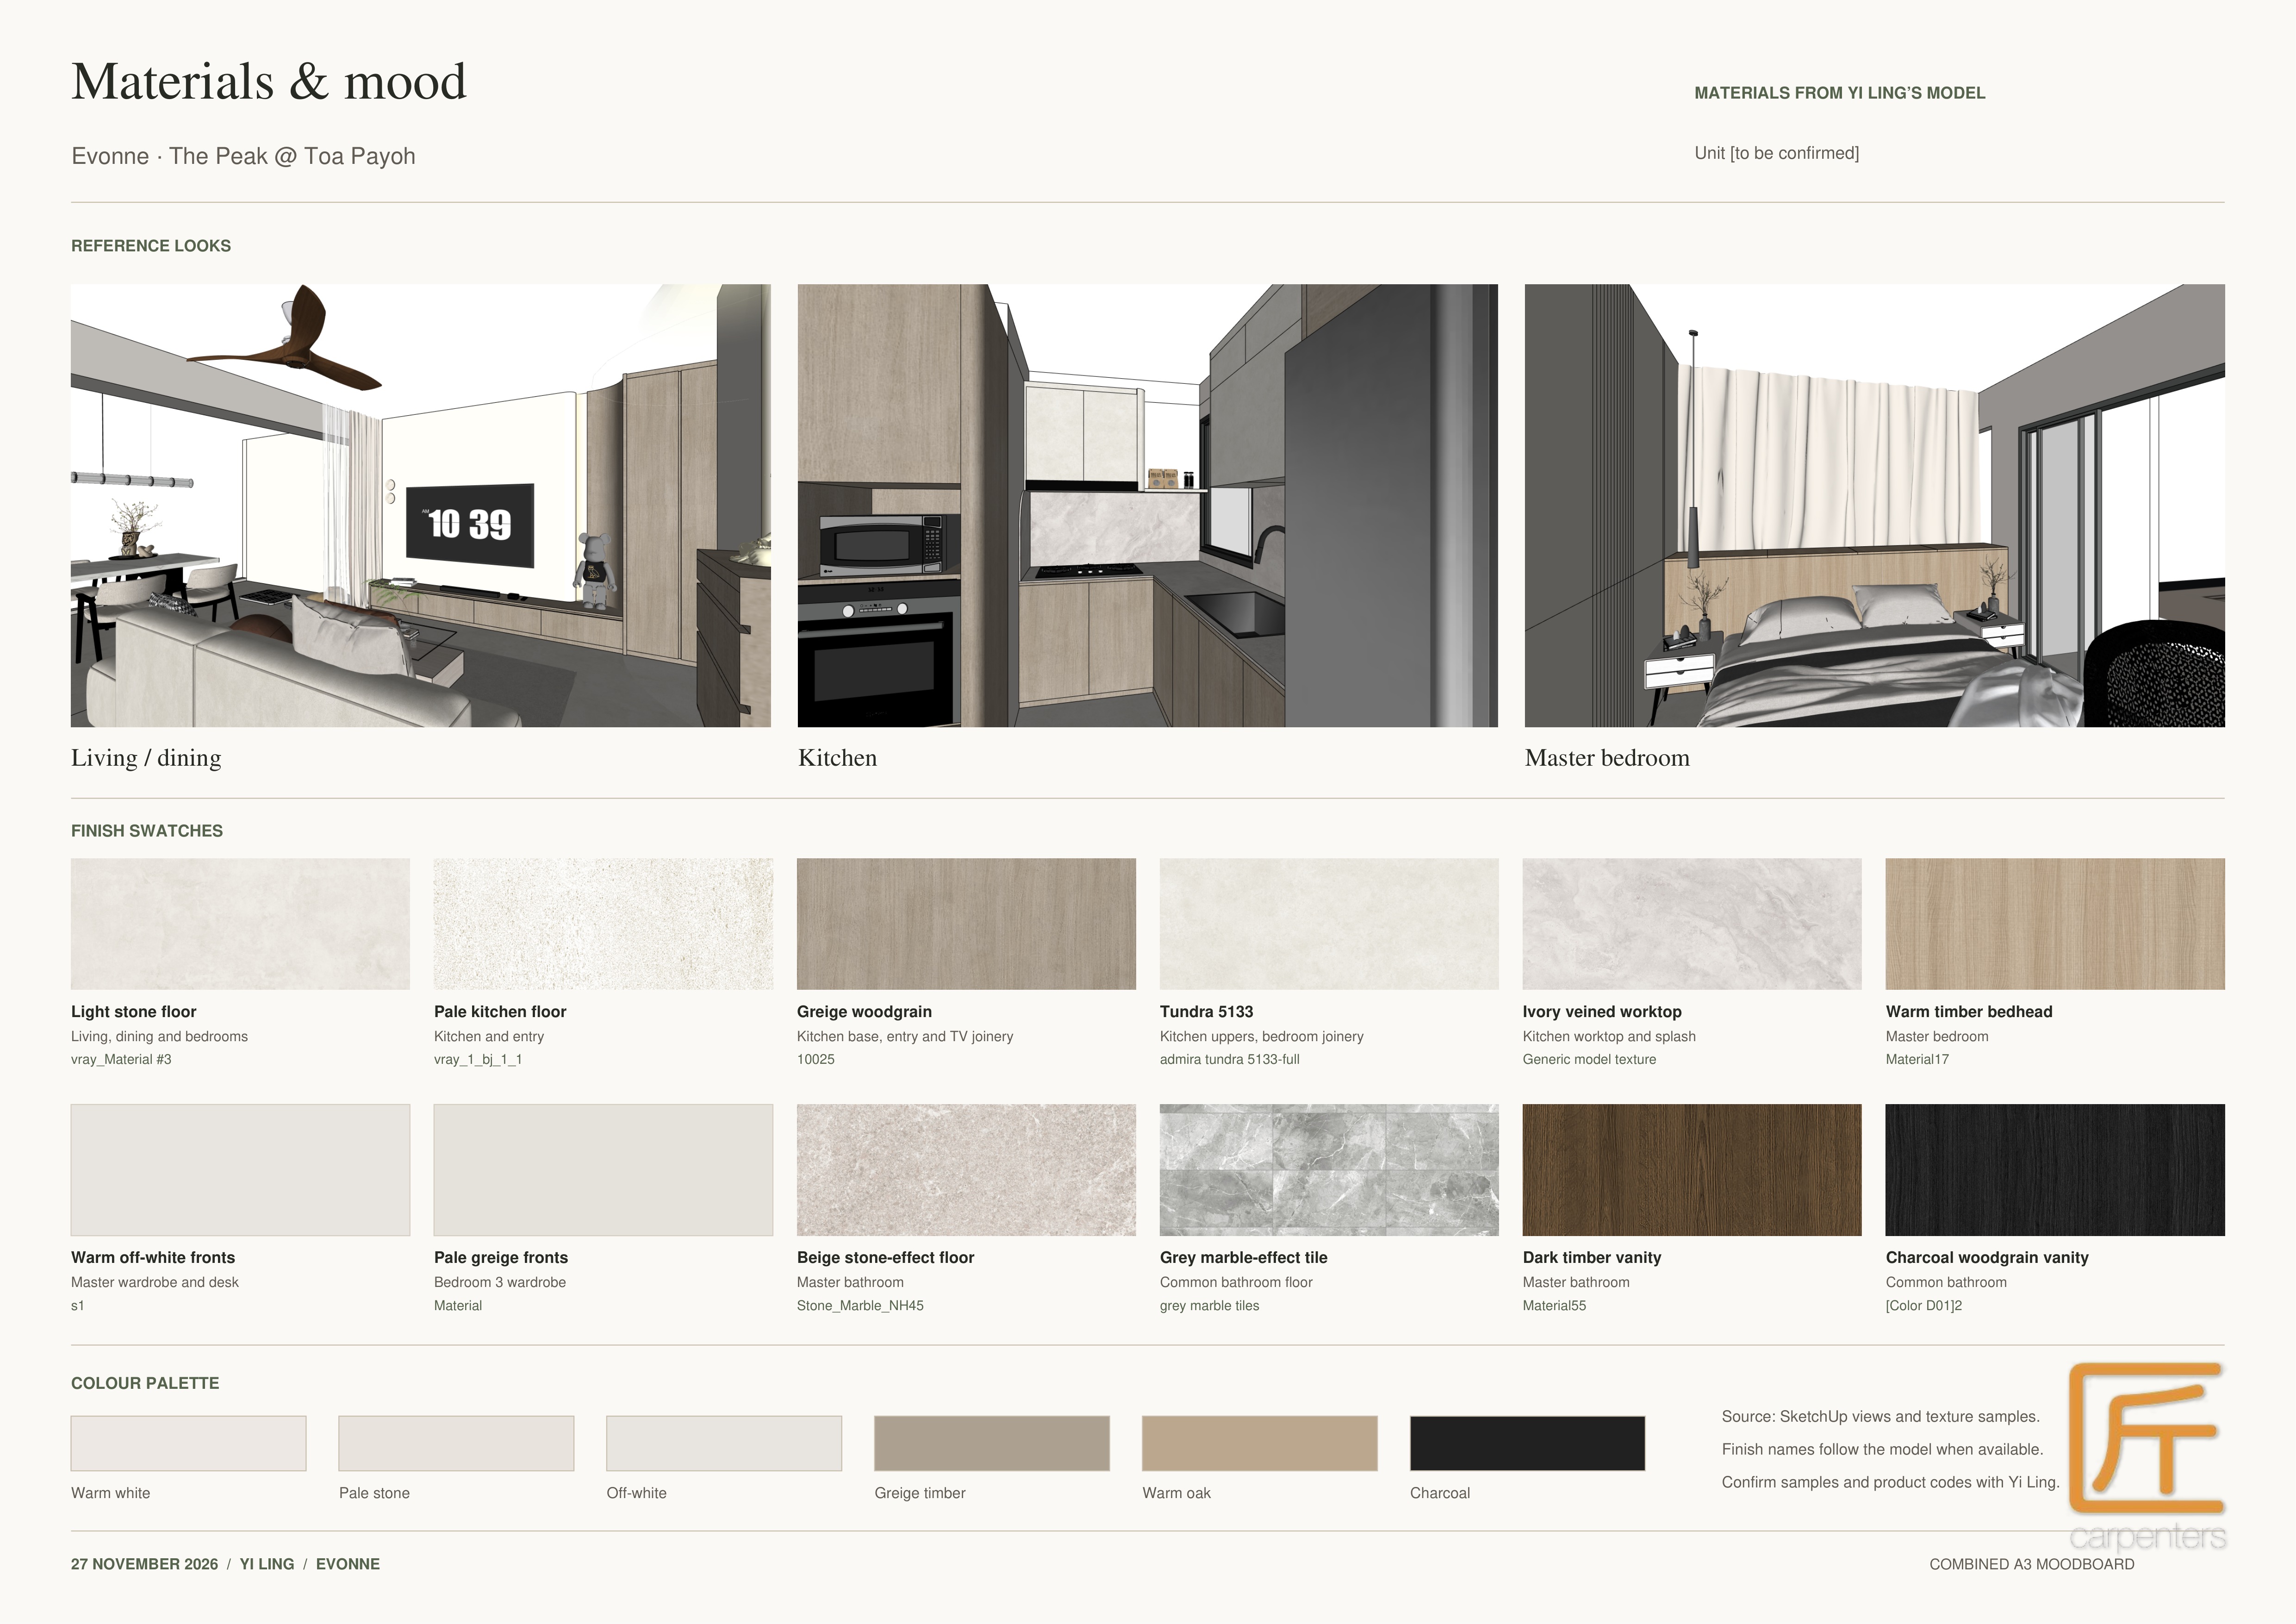 Materials & mood
MATERIALS FROM YI LING’S MODEL
Evonne · The Peak @ Toa Payoh
Unit [to be confirmed]
REFERENCE LOOKS
AM 10 39
Living / dining
Kitchen
Master bedroom
FINISH SWATCHES
Light stone floor
Living, dining and bedrooms
vray_Material #3
Pale kitchen floor
Kitchen and entry
vray_1_bj_1_1
Greige woodgrain
Kitchen base, entry and TV joinery
10025
Tundra 5133
Kitchen uppers, bedroom joinery
admira tundra 5133-full
Ivory veined worktop
Kitchen worktop and splash
Generic model texture
Warm timber bedhead
Master bedroom
Material17
Warm off-white fronts
Master wardrobe and desk
s1
Pale greige fronts
Bedroom 3 wardrobe
Material
Beige stone-effect floor
Master bathroom
Stone_Marble_NH45
Grey marble-effect tile
Common bathroom floor
grey marble tiles
Dark timber vanity
Master bathroom
Material55
Charcoal woodgrain vanity
Common bathroom
[Color D01]2
COLOUR PALETTE
Warm white
Pale stone
Off-white
Greige timber
Warm oak
Charcoal
Source: SketchUp views and texture samples.
Finish names follow the model when available.
Confirm samples and product codes with Yi Ling.
匠
carpenters
27 NOVEMBER 2026 / YI LING / EVONNE
COMBINED A3 MOODBOARD